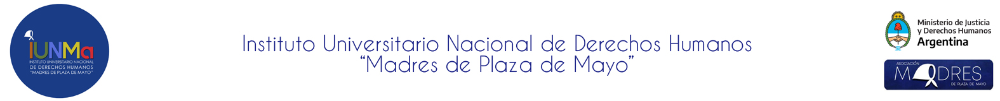 IUNMa
INSTITUTO UNIVERSITARIO NACIONAL
DE DERECHOS HUMANOS
"MADRES DE PLAZA DE MAYO"
Instituto Universitario Nacional de Derechos Humanos
“Madres de Plaza de Mayo”
Ministerio de Justicia
y Derechos Humanos
Argentina
ASOCIACIÓN
MADRES
DE PLAZA DE MAYO